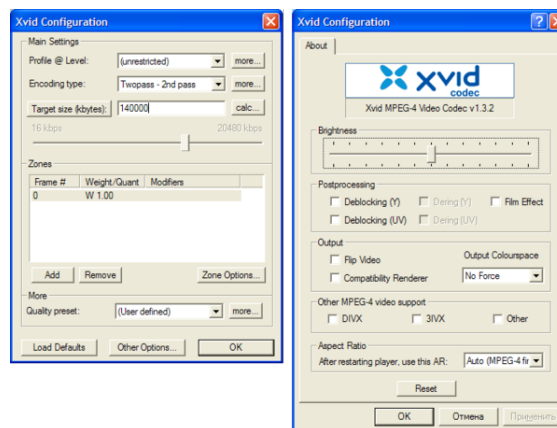 Xvid Configuration
Main Settings
Profile @ Level: (unrestricted) more...
Encoding type: Twopass - 2nd pass more...
Target size (kbytes): 140000 calc...
16 kbps 20480 kbps
Zones
Frame # Weight/Quant Modifiers
0 W 1.00
Add Remove Zone Options...
More
Quality preset: (User defined) more...
Load Defaults Other Options... OK
Xvid Configuration
About
xvid
codec
Xvid MPEG-4 Video Codec v1.3.2
Brightness
Postprocessing
Deblocking (Y) Dering (Y) Film Effect
Deblocking (UV) Dering (UV)
Output
Flip Video Output Colourspace
Compatibility Renderer No Force
Other MPEG-4 video support
DIVX 3IVX Other
Aspect Ratio
After restarting player, use this AR: Auto (MPEG-4 fir
Reset
OK Отмена Применить